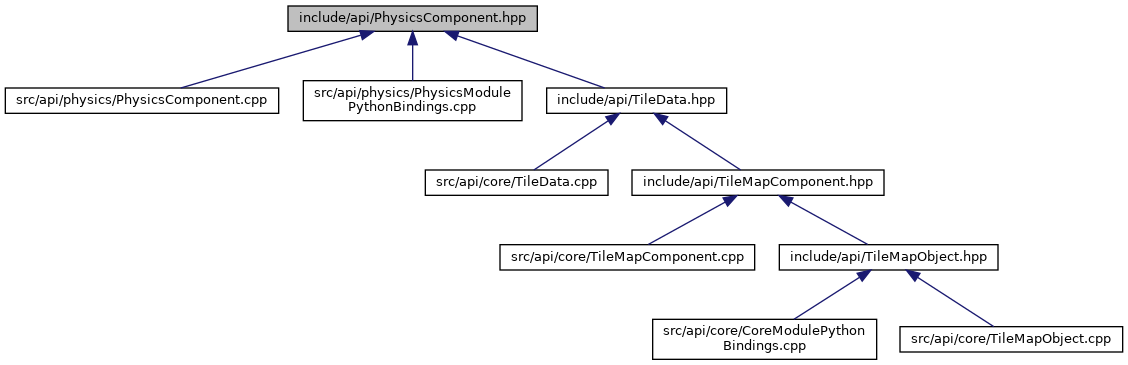 include/api/PhysicsComponent.hpp
src/api/physics/PhysicsComponent.cpp
src/api/physics/PhysicsModule
PythonBindings.cpp
include/api/TileData.hpp
src/api/core/TileData.cpp
include/api/TileMapComponent.hpp
src/api/core/TileMapComponent.cpp
include/api/TileMapObject.hpp
src/api/core/CoreModulePython
Bindings.cpp
src/api/core/TileMapObject.cpp